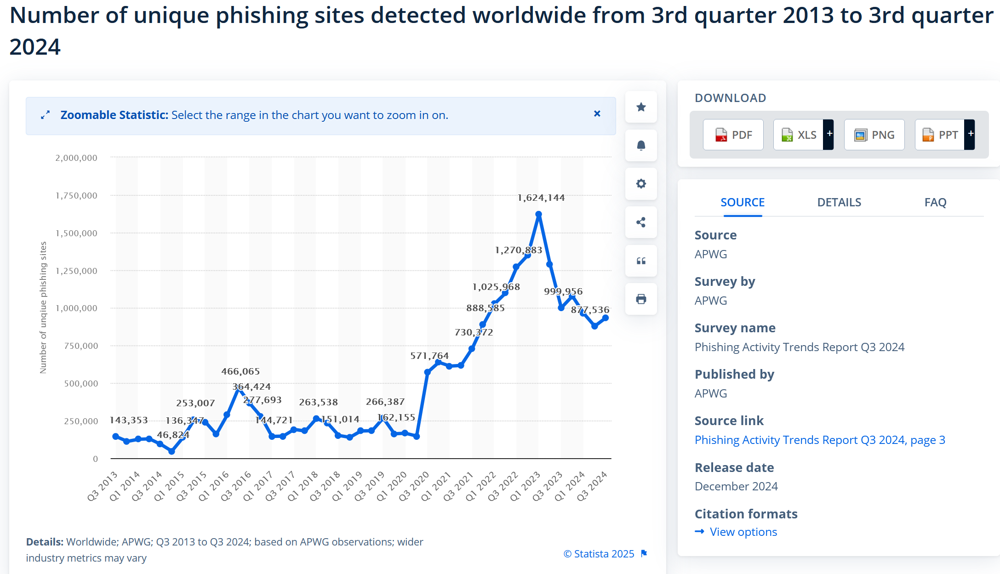 Number of unique phishing sites detected worldwide from 3rd quarter 2013 to 3rd quarter
2024
Zoomable Statistic: Select the range in the chart you want to zoom in on.
×
Number of unqiue phishing sites
2,000,000
1,750,000
1,500,000
1,250,000
1,000,000
750,000
500,000
250,000
0
143,353
46,824
136,347
253,007
466,065
364,424
277,693
144,721
263,538
151,014
266,387
162,155
571,764
730,372
888,585
1,025,968
1,270,883
1,624,144
999,956
877,536
Q3 2013
Q1 2014
Q3 2014
Q1 2015
Q3 2015
Q1 2016
Q3 2016
Q1 2017
Q3 2017
Q1 2018
Q3 2018
Q1 2019
Q3 2019
Q1 2020
Q3 2020
Q1 2021
Q3 2021
Q1 2022
Q3 2022
Q1 2023
Q3 2023
Q1 2024
Q3 2024
Details: Worldwide; APWG; Q3 2013 to Q3 2024; based on APWG observations; wider
industry metrics may vary
© Statista 2025
DOWNLOAD
PDF
XLS +
PNG
PPT +
SOURCE
DETAILS
FAQ
Source
APWG
Survey by
APWG
Survey name
Phishing Activity Trends Report Q3 2024
Published by
APWG
Source link
Phishing Activity Trends Report Q3 2024, page 3
Release date
December 2024
Citation formats
→ View options